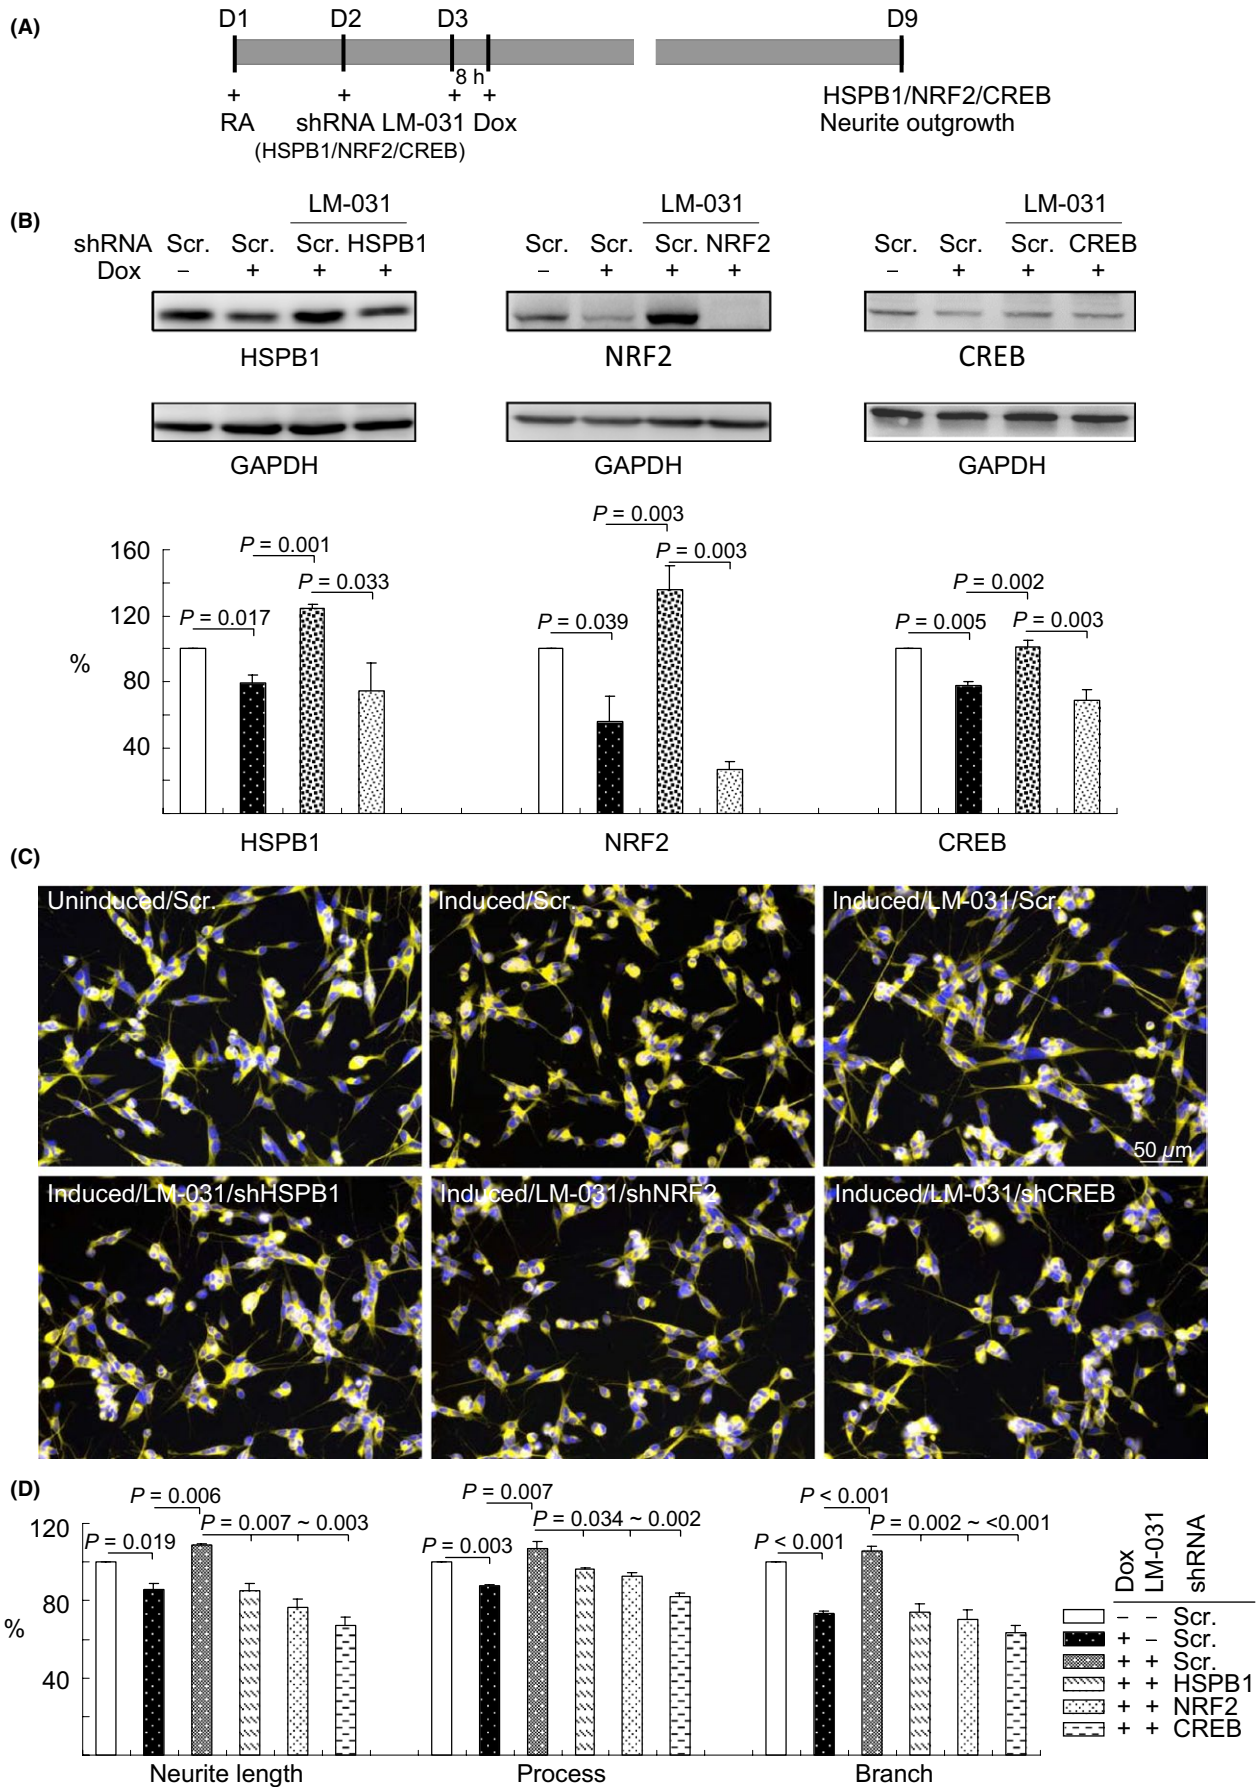 (A)
D1 D2 D3 D9
8 h
+ + + +
RA shRNA LM-031 Dox
(HSPB1/NRF2/CREB)
HSPB1/NRF2/CREB
Neurite outgrowth
(B)
LM-031 LM-031 LM-031
shRNA Scr. Scr. Scr. HSPB1 Scr. Scr. Scr. NRF2 Scr. Scr. Scr. CREB
Dox – + + + – + + + – + + +
HSPB1 NRF2 CREB
GAPDH GAPDH GAPDH
P = 0.017
P = 0.001
P = 0.033
P = 0.039
P = 0.003
P = 0.003
P = 0.005
P = 0.002
P = 0.003
160
120
%
80
40
HSPB1 NRF2 CREB
(C)
Uninduced/Scr. Induced/Scr. Induced/LM-031/Scr.
50 µm
Induced/LM-031/shHSPB1 Induced/LM-031/shNRF2 Induced/LM-031/shCREB
(D)
P = 0.019
P = 0.006
P = 0.007 ~ 0.003
P = 0.003
P = 0.007
P = 0.034 ~ 0.002
P < 0.001
P < 0.001
P = 0.002 ~ <0.001
120
80
%
40
Neurite length Process Branch
Dox LM-031 shRNA
– – Scr.
+ – Scr.
+ + Scr.
+ + HSPB1
+ + NRF2
+ + CREB